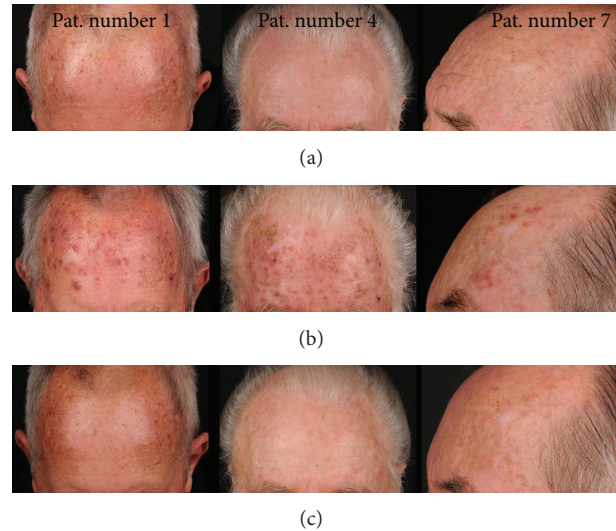 Pat. number 1
Pat. number 4
Pat. number 7
(a)
(b)
(c)